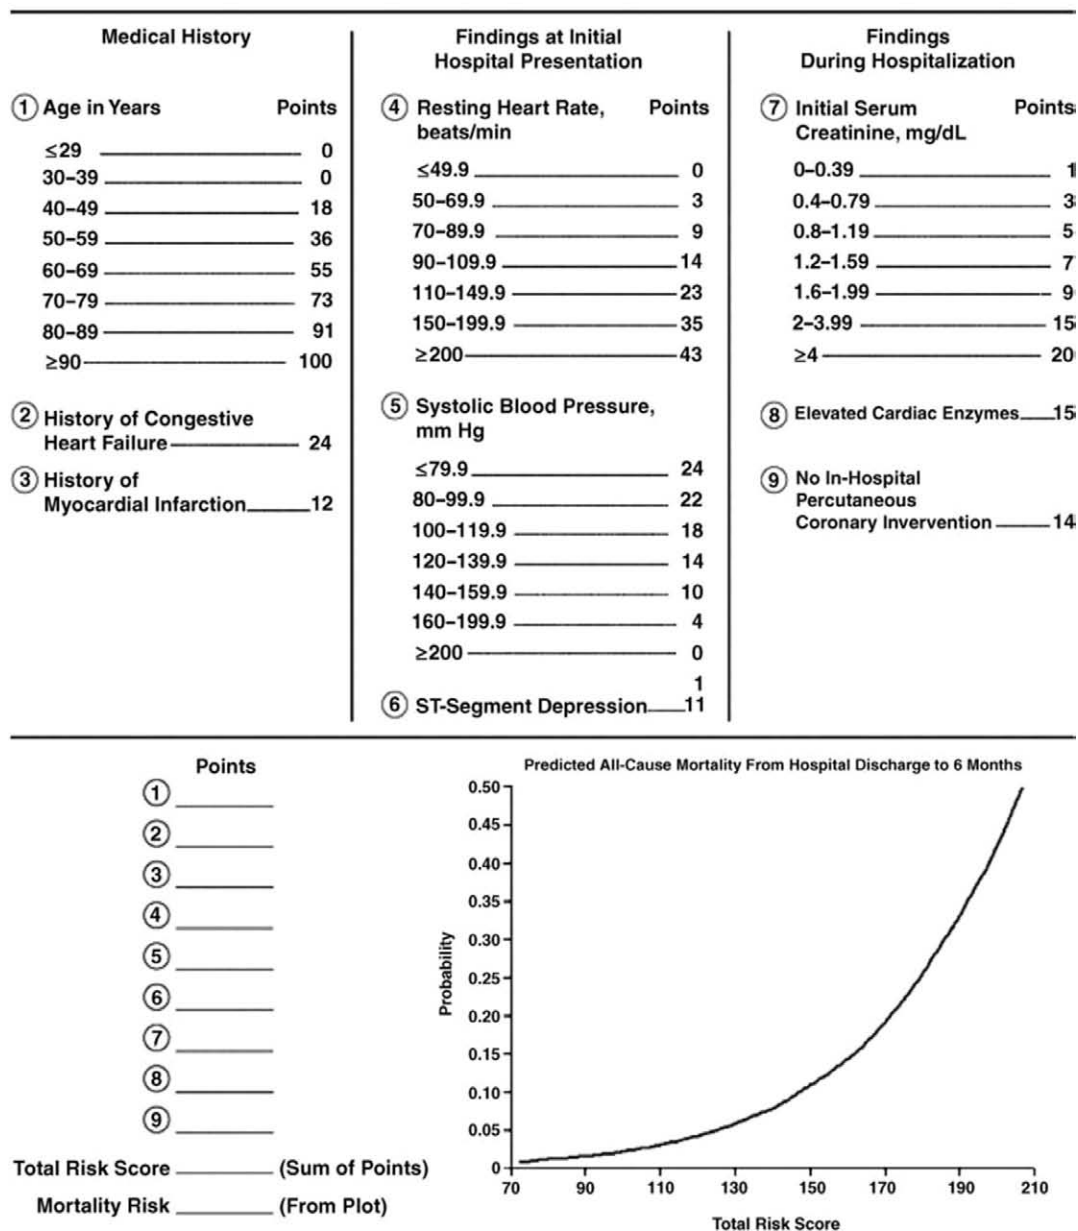 Medical History
① Age in Years Points
≤29 0
30–39 0
40–49 18
50–59 36
60–69 55
70–79 73
80–89 91
≥90 100
② History of Congestive
Heart Failure 24
③ History of
Myocardial Infarction 12
Findings at Initial
Hospital Presentation
④ Resting Heart Rate, Points
beats/min
≤49.9 0
50–69.9 3
70–89.9 9
90–109.9 14
110–149.9 23
150–199.9 35
≥200 43
⑤ Systolic Blood Pressure,
mm Hg
≤79.9 24
80–99.9 22
100–119.9 18
120–139.9 14
140–159.9 10
160–199.9 4
≥200 0
1
⑥ ST-Segment Depression 11
Findings
During Hospitalization
⑦ Initial Serum Points
Creatinine, mg/dL
0–0.39 1
0.4–0.79 3
0.8–1.19 5
1.2–1.59 7
1.6–1.99 9
2–3.99 15
≥4 20
⑧ Elevated Cardiac Enzymes 15
⑨ No In-Hospital
Percutaneous
Coronary Invervention 14
Points
①
②
③
④
⑤
⑥
⑦
⑧
⑨
Total Risk Score (Sum of Points)
Mortality Risk (From Plot)
Predicted All-Cause Mortality From Hospital Discharge to 6 Months
Probability
0.50
0.45
0.40
0.35
0.30
0.25
0.20
0.15
0.10
0.05
0
70 90 110 130 150 170 190 210
Total Risk Score